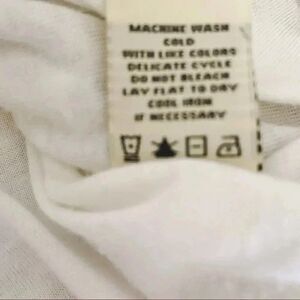 MACHINE WASH
COLD
WITH LIKE COLORS
DELICATE CYCLE
DO NOT BLEACH
LAY FLAT TO DRY
COOL IRON
IF NECESSARY